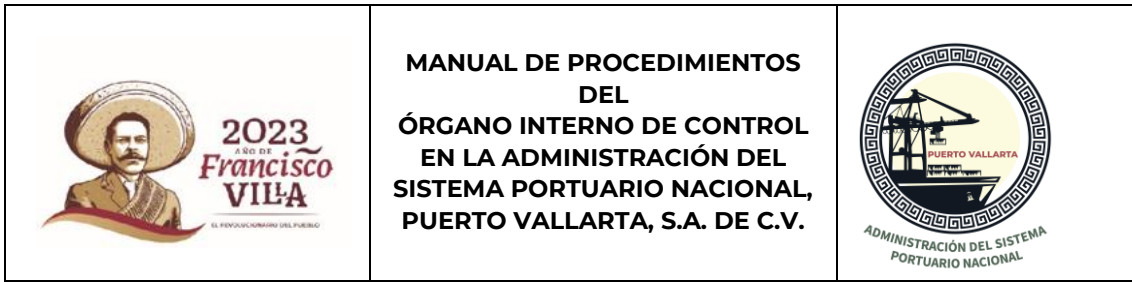 2023
AÑO DE
Francisco
VILLA
EL REVOLUCIONARIO DEL PUEBLO
MANUAL DE PROCEDIMIENTOS
DEL
ÓRGANO INTERNO DE CONTROL
EN LA ADMINISTRACIÓN DEL
SISTEMA PORTUARIO NACIONAL,
PUERTO VALLARTA, S.A. DE C.V.
PUERTO VALLARTA
ADMINISTRACIÓN DEL SISTEMA
PORTUARIO NACIONAL